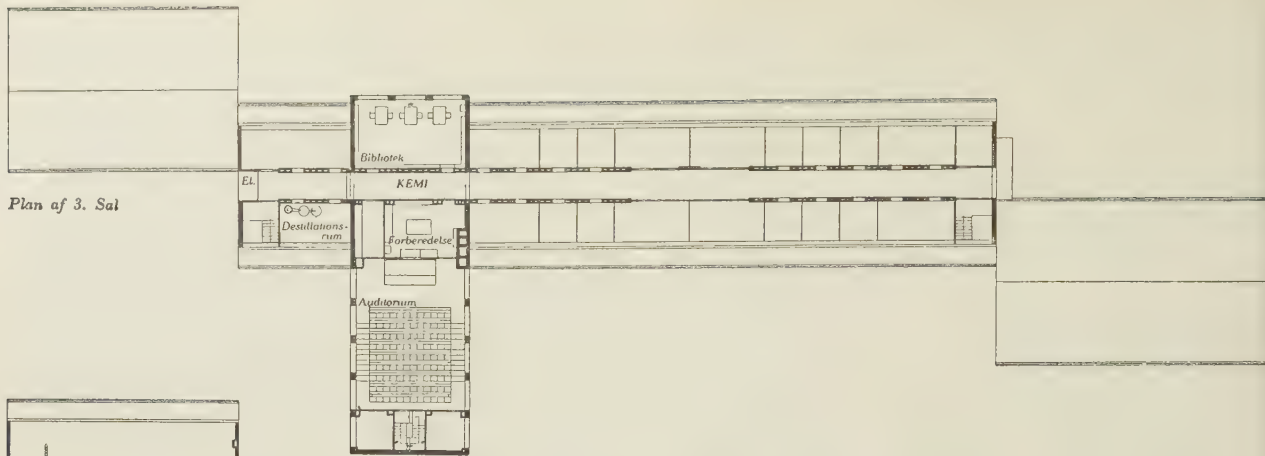 Bibliotek
El.
KEMI
Plan af 3. Sal
Destillations-
rum
Forberedelse
Auditorium